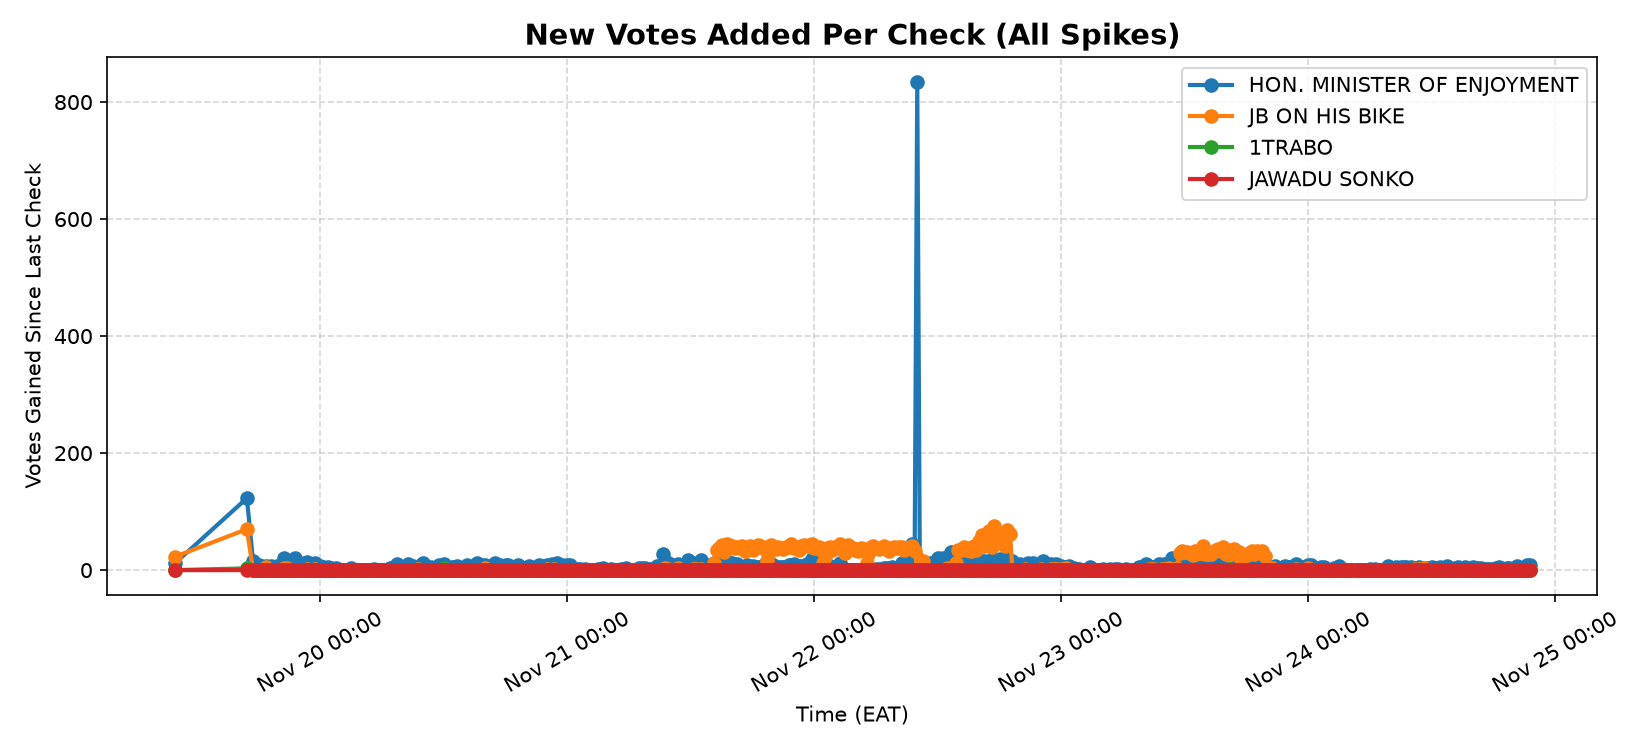 New Votes Added Per Check (All Spikes)
HON. MINISTER OF ENJOYMENT
JB ON HIS BIKE
1TRABO
JAWADU SONKO
Votes Gained Since Last Check
800
600
400
200
0
Nov 20 00:00
Nov 21 00:00
Nov 22 00:00
Nov 23 00:00
Nov 24 00:00
Nov 25 00:00
Time (EAT)